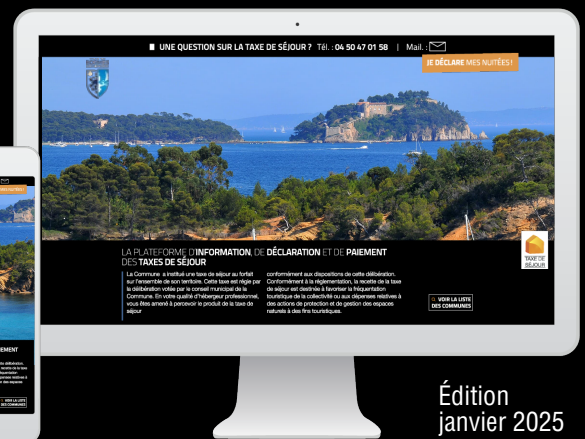 UNE QUESTION SUR LA TAXE DE SÉJOUR ? Tél. : 04 50 47 01 58 | Mail. :
JE DÉCLARE MES NUITÉES !
LA PLATEFORME D'INFORMATION, DE DÉCLARATION ET DE PAIEMENT
DES TAXES DE SÉJOUR
La Commune a institué une taxe de séjour au forfait
sur l'ensemble de son territoire. Cette taxe est régie par
la délibération votée par le conseil municipal de la
Commune. En votre qualité d'hébergeur professionnel,
vous êtes amené à percevoir le produit de la taxe de
séjour
conformément aux dispositions de cette délibération.
Conformément à la réglementation, la recette de la taxe
de séjour est destinée à favoriser la fréquentation
touristique de la collectivité ou aux dépenses relatives à
des actions de protection et de gestion des espaces
naturels à des fins touristiques.
TAXE DE
SÉJOUR
VOIR LA LISTE
DES COMMUNES
EMENT
VOIR LA LISTE
DES COMMUNES
Édition
janvier 2025